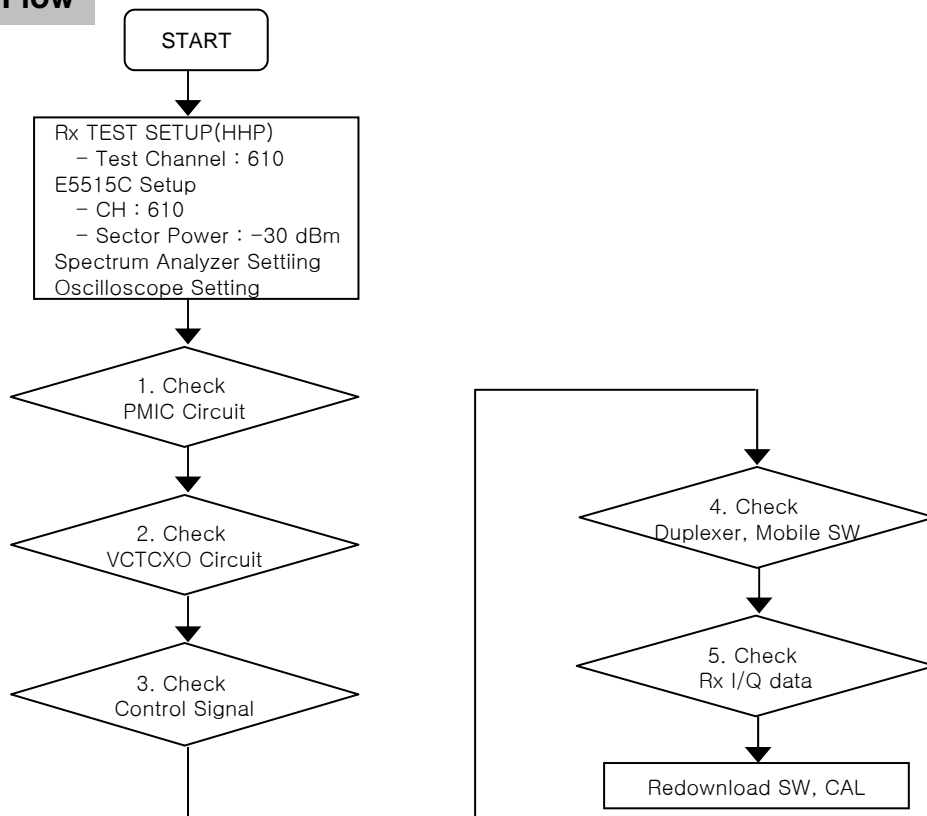 Flow
START
Rx TEST SETUP(HHP)
- Test Channel : 610
E5515C Setup
- CH : 610
- Sector Power : -30 dBm
Spectrum Analyzer Settiing
Oscilloscope Setting
1. Check
PMIC Circuit
2. Check
VCTCXO Circuit
3. Check
Control Signal
4. Check
Duplexer, Mobile SW
5. Check
Rx I/Q data
Redownload SW, CAL